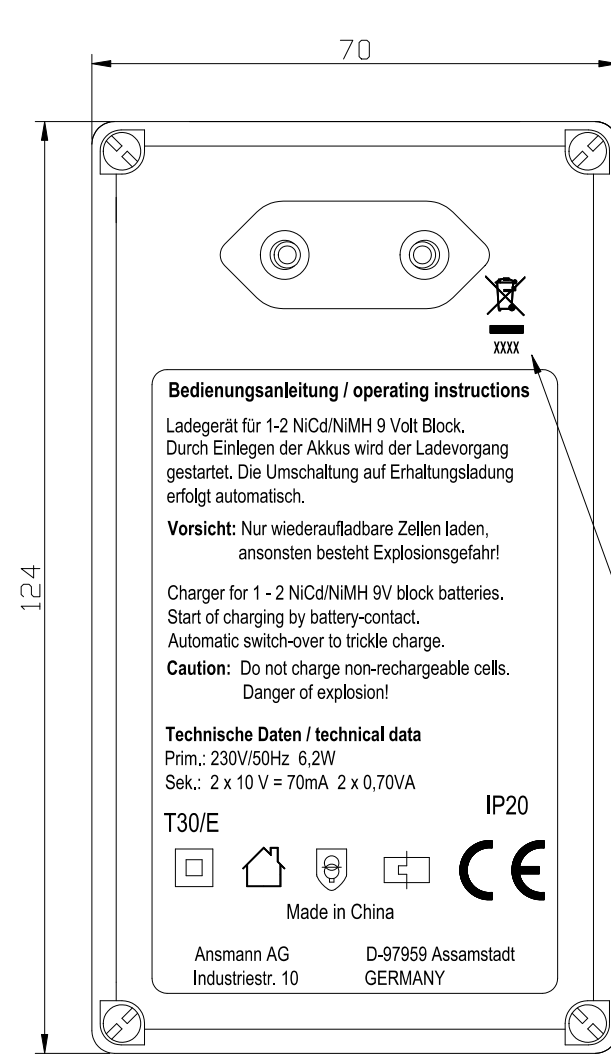 70
124
XXXX
Bedienungsanleitung / operating instructions
Ladegerät für 1-2 NiCd/NiMH 9 Volt Block.
Durch Einlegen der Akkus wird der Ladevorgang
gestartet. Die Umschaltung auf Erhaltungsladung
erfolgt automatisch.
Vorsicht: Nur wiederaufladbare Zellen laden,
ansonsten besteht Explosionsgefahr!
Charger for 1 - 2 NiCd/NiMH 9V block batteries.
Start of charging by battery-contact.
Automatic switch-over to trickle charge.
Caution: Do not charge non-rechargeable cells.
Danger of explosion!
Technische Daten / technical data
Prim.: 230V/50Hz 6,2W
Sek.: 2 x 10 V = 70mA 2 x 0,70VA
IP20
T30/E
CE
Made in China
Ansmann AG D-97959 Assamstadt
Industriestr. 10 GERMANY